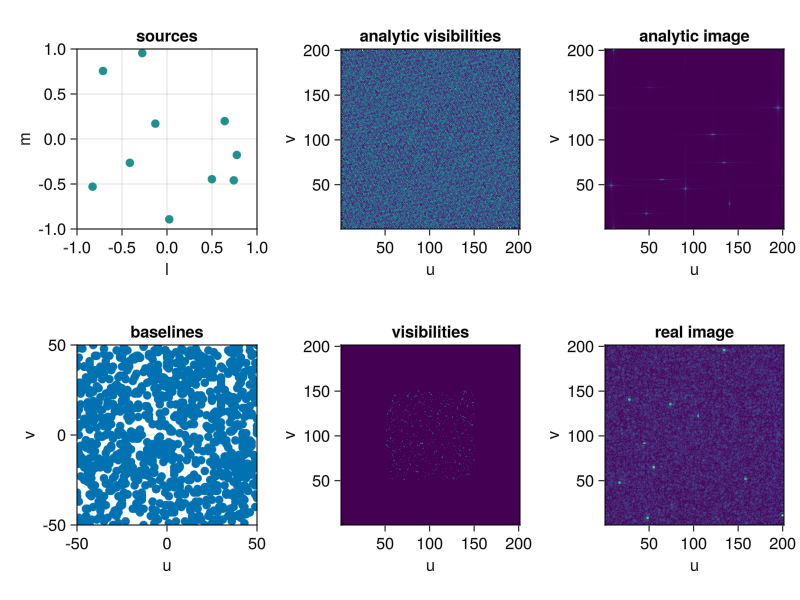 sources
1.0
0.5
0.0
-0.5
-1.0
m
-1.0 -0.5 0.0 0.5 1.0
l
analytic visibilities
200
150
100
50
v
50 100 150 200
u
analytic image
200
150
100
50
v
50 100 150 200
u
baselines
50
0
-50
v
-50 0 50
u
visibilities
200
150
100
50
v
50 100 150 200
u
real image
200
150
100
50
v
50 100 150 200
u